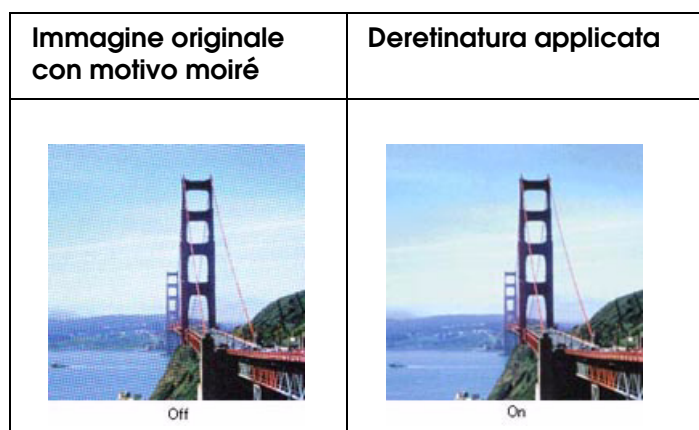 Immagine originale
con motivo moiré
Deretinatura applicata
Off
On